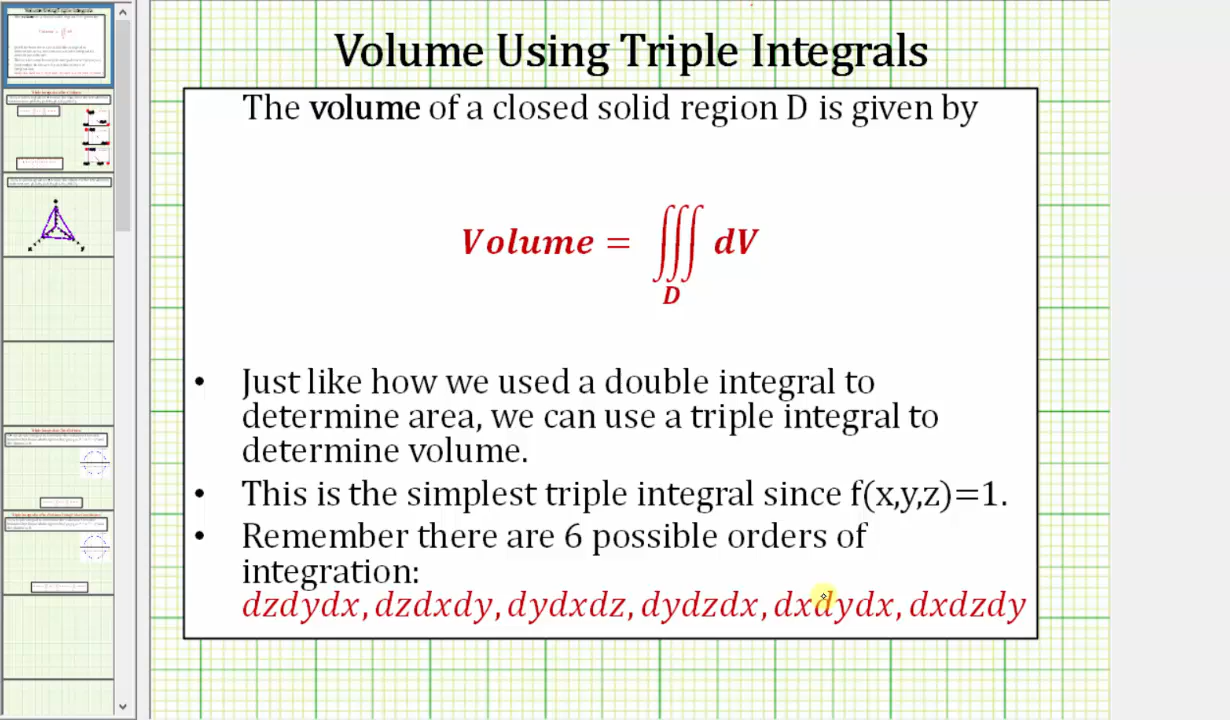 Volume Using Triple Integrals
The volume of a closed solid region D is given by
Volume = ∭ dV
D
• Just like how we used a double integral to
determine area, we can use a triple integral to
determine volume.
• This is the simplest triple integral since f(x,y,z)=1.
• Remember there are 6 possible orders of
integration:
dzdydx, dzdxdy, dydxdz, dydzdx, dxdydx, dxdzdy